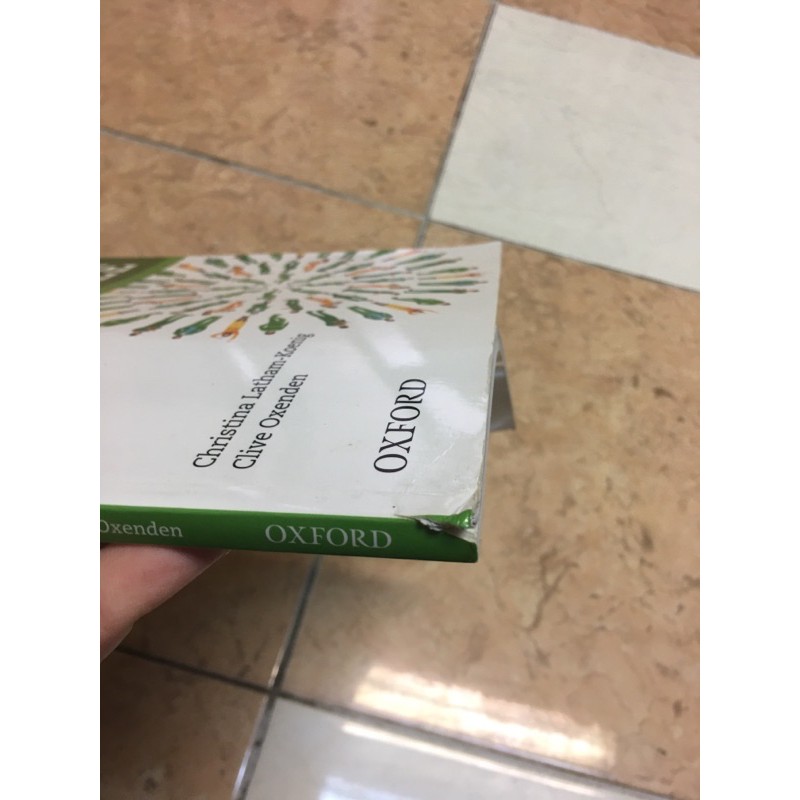 Christina Latham-Koenig
Clive Oxenden
OXFORD
Oxenden
OXFORD